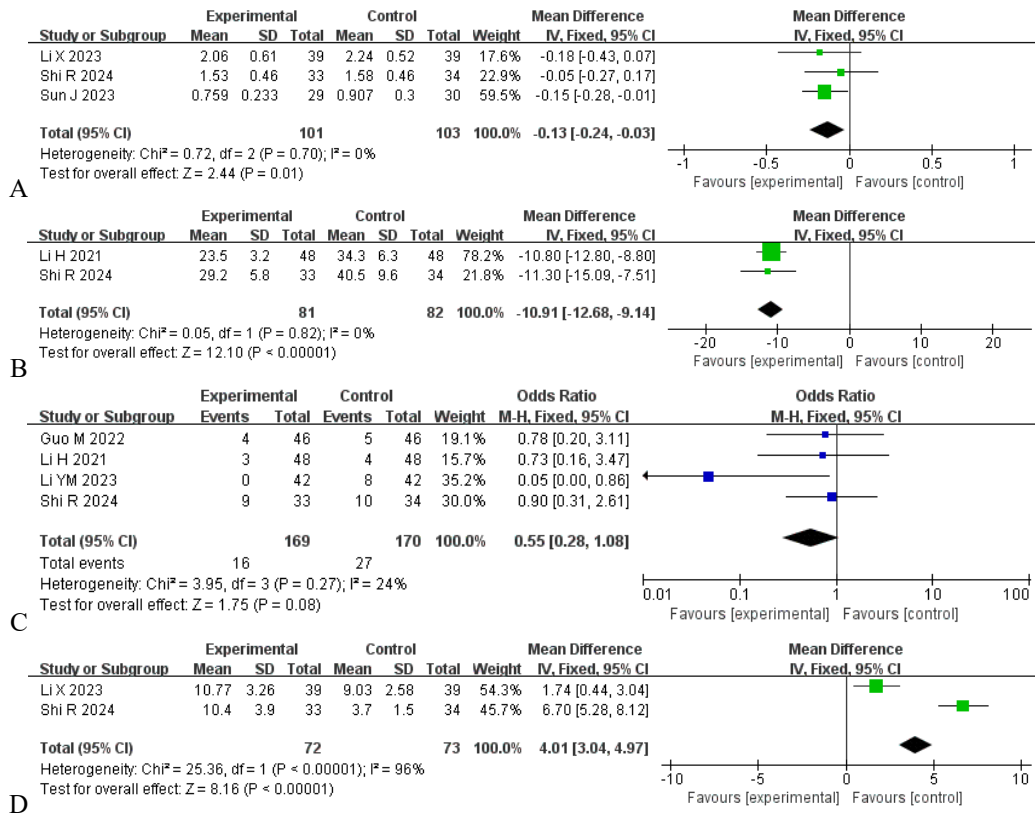 Experimental Control Mean Difference Mean Difference
Study or Subgroup Mean SD Total Mean SD Total Weight IV, Fixed, 95% CI IV, Fixed, 95% CI
Li X 2023 2.06 0.61 39 2.24 0.52 39 17.6% -0.18 [-0.43, 0.07]
Shi R 2024 1.53 0.46 33 1.58 0.46 34 22.9% -0.05 [-0.27, 0.17]
Sun J 2023 0.759 0.233 29 0.907 0.3 30 59.5% -0.15 [-0.28, -0.01]
Total (95% CI) 101 103 100.0% -0.13 [-0.24, -0.03]
Heterogeneity: Chi² = 0.72, df = 2 (P = 0.70); I² = 0%
Test for overall effect: Z = 2.44 (P = 0.01)
-1 -0.5 0 0.5 1
Favours [experimental] Favours [control]
A
Experimental Control Mean Difference Mean Difference
Study or Subgroup Mean SD Total Mean SD Total Weight IV, Fixed, 95% CI IV, Fixed, 95% CI
Li H 2021 23.5 3.2 48 34.3 6.3 48 78.2% -10.80 [-12.80, -8.80]
Shi R 2024 29.2 5.8 33 40.5 9.6 34 21.8% -11.30 [-15.09, -7.51]
Total (95% CI) 81 82 100.0% -10.91 [-12.68, -9.14]
Heterogeneity: Chi² = 0.05, df = 1 (P = 0.82); I² = 0%
Test for overall effect: Z = 12.10 (P < 0.00001)
-20 -10 0 10 20
Favours [experimental] Favours [control]
B
Experimental Control Odds Ratio Odds Ratio
Study or Subgroup Events Total Events Total Weight M-H, Fixed, 95% CI M-H, Fixed, 95% CI
Guo M 2022 4 46 5 46 19.1% 0.78 [0.20, 3.11]
Li H 2021 3 48 4 48 15.7% 0.73 [0.16, 3.47]
Li YM 2023 0 42 8 42 35.2% 0.05 [0.00, 0.86]
Shi R 2024 9 33 10 34 30.0% 0.90 [0.31, 2.61]
Total (95% CI) 169 170 100.0% 0.55 [0.28, 1.08]
Total events 16 27
Heterogeneity: Chi² = 3.95, df = 3 (P = 0.27); I² = 24%
Test for overall effect: Z = 1.75 (P = 0.08)
0.01 0.1 1 10 100
Favours [experimental] Favours [control]
C
Experimental Control Mean Difference Mean Difference
Study or Subgroup Mean SD Total Mean SD Total Weight IV, Fixed, 95% CI IV, Fixed, 95% CI
Li X 2023 10.77 3.26 39 9.03 2.58 39 54.3% 1.74 [0.44, 3.04]
Shi R 2024 10.4 3.9 33 3.7 1.5 34 45.7% 6.70 [5.28, 8.12]
Total (95% CI) 72 73 100.0% 4.01 [3.04, 4.97]
Heterogeneity: Chi² = 25.36, df = 1 (P < 0.00001); I² = 96%
Test for overall effect: Z = 8.16 (P < 0.00001)
-10 -5 0 5 10
Favours [experimental] Favours [control]
D